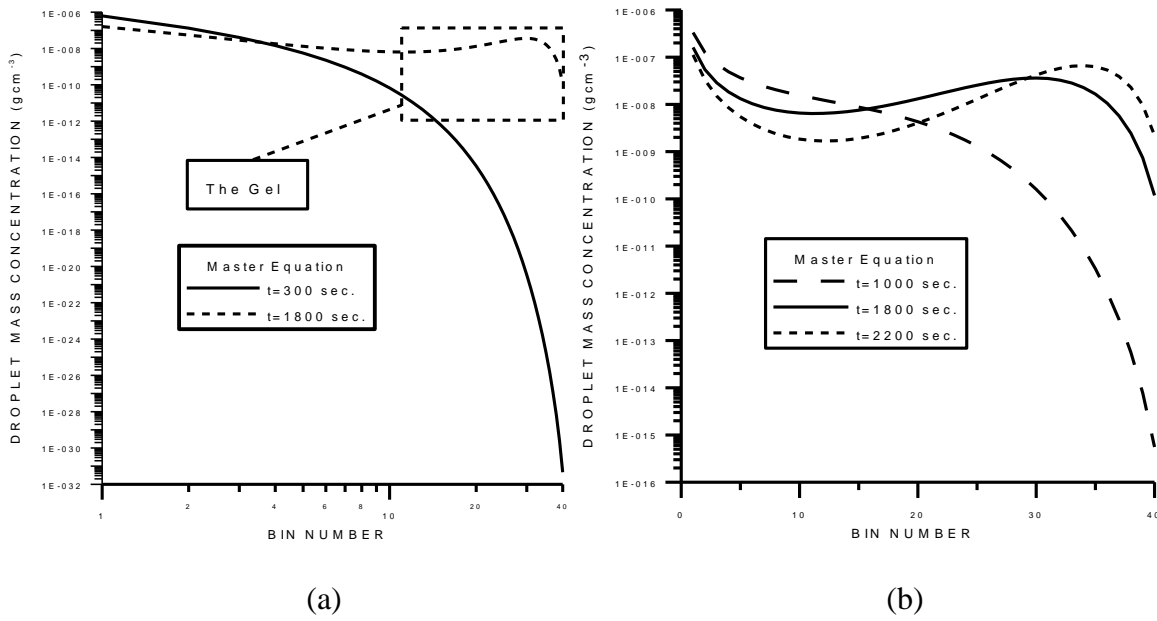 DROPLET MASS CONCENTRATION (gcm-3)
1E-006
1E-008
1E-010
1E-012
1E-014
1E-016
1E-018
1E-020
1E-022
1E-024
1E-026
1E-028
1E-030
1E-032
The Gel
Master Equation
t=300 sec.
t=1800 sec.
1 2 4 6 8 10 20 40
BIN NUMBER
(a)
DROPLET MASS CONCENTRATION (gcm-3)
1E-006
1E-007
1E-008
1E-009
1E-010
1E-011
1E-012
1E-013
1E-014
1E-015
1E-016
Master Equation
t=1000 sec.
t=1800 sec.
t=2200 sec.
0 10 20 30 40
BIN NUMBER
(b)